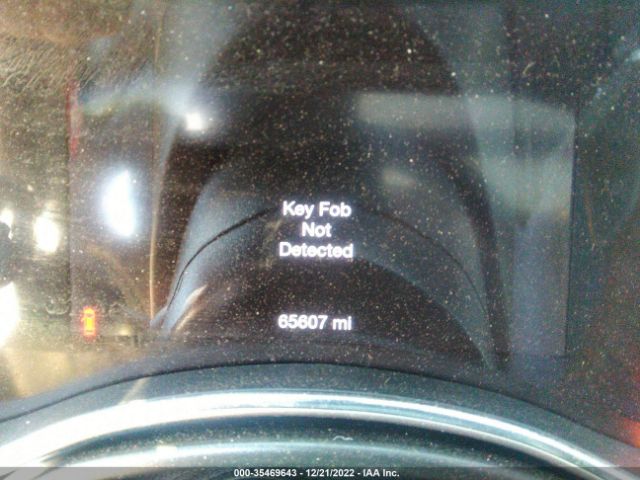 Key Fob
Not
Detected
65607 mi
000-35469643 - 12/21/2022 - IAA Inc.